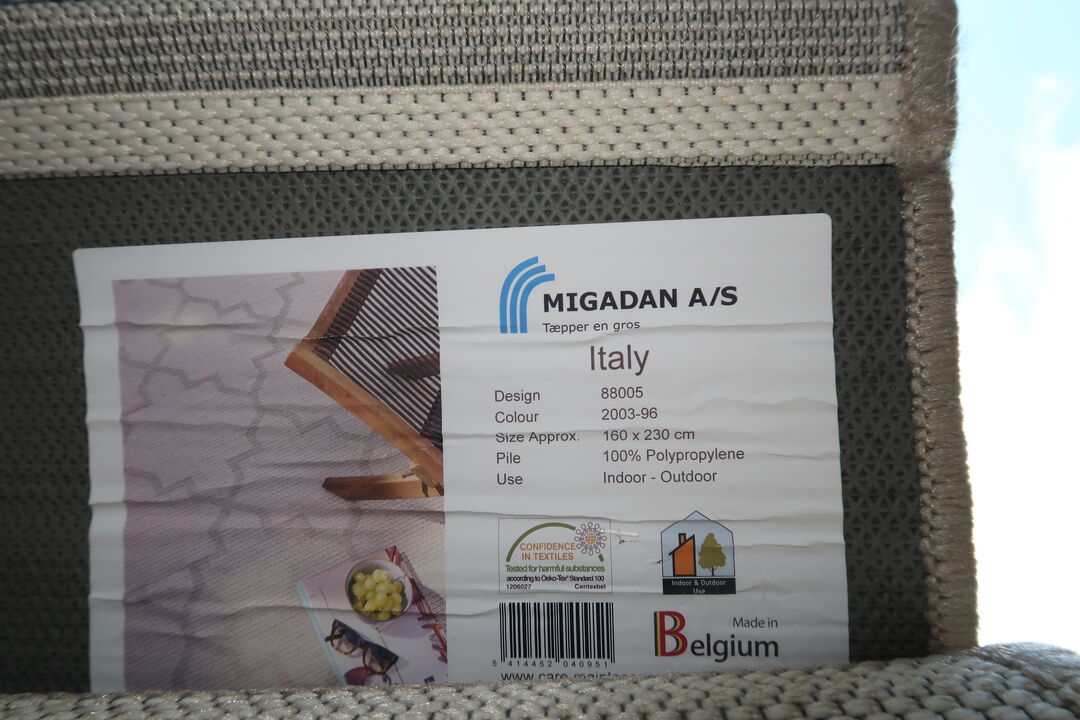 MIGADAN A/S
Tæpper en gros
Italy
Design 88005
Colour 2003-96
Size Approx. 160 x 230 cm
Pile 100% Polypropylene
Use Indoor - Outdoor
CONFIDENCE
IN TEXTILES
Tested for harmful substances
according to Oeko-Tex® Standard 100
1206027 Centexbel
Indoor & Outdoor
Use
Made in
Belgium
5 414452 040951